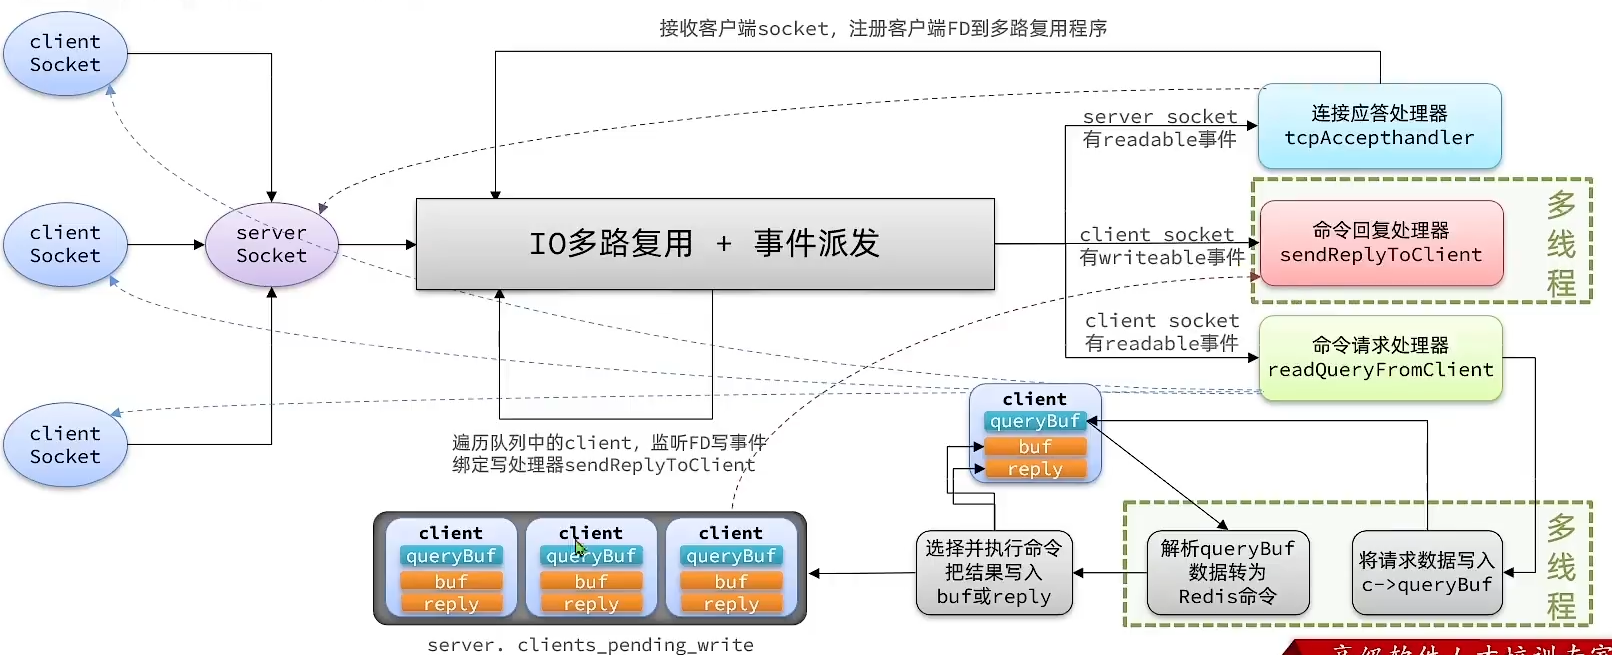 接收客户端socket，注册客户端FD到多路复用程序
client
Socket
client
Socket
client
Socket
server
Socket
IO多路复用 + 事件派发
server socket
有readable事件
连接应答处理器
tcpAccepthandler
client socket
有writeable事件
命令回复处理器
sendReplyToClient
多
线
程
client socket
有readable事件
命令请求处理器
readQueryFromClient
遍历队列中的client，监听FD写事件
绑定写处理器sendReplyToClient
client
queryBuf
buf
reply
client
queryBuf
buf
reply
client
queryBuf
buf
reply
client
queryBuf
buf
reply
server. clients_pending_write
选择并执行命令
把结果写入
buf或reply
解析queryBuf
数据转为
Redis命令
将请求数据写入
c->queryBuf
多
线
程
高级软件人才培训专家